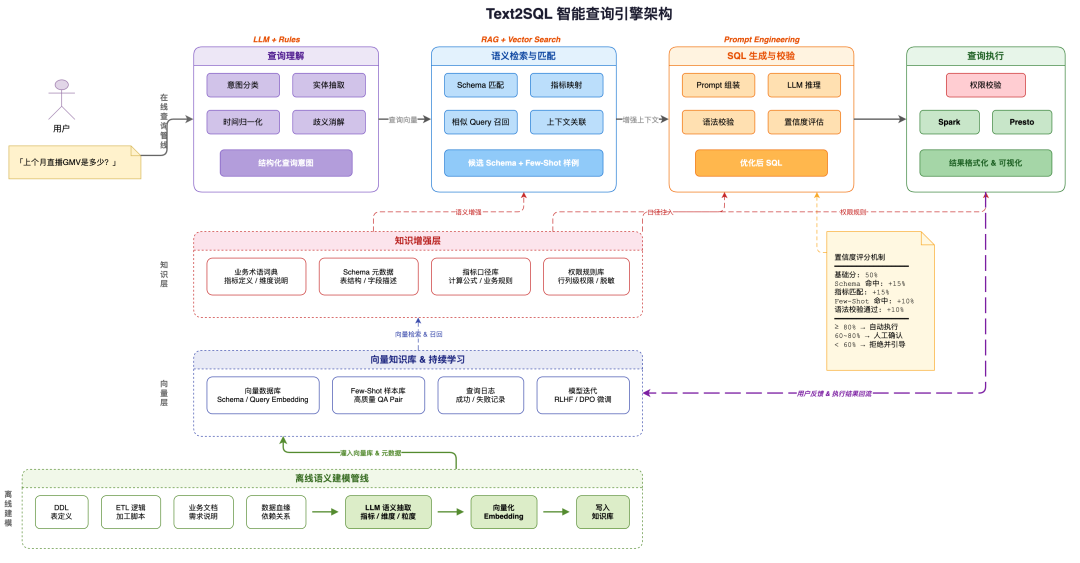 Text2SQL 智能查询引擎架构
LLM + Rules
RAG + Vector Search
Prompt Engineering
查询理解
意图分类
实体抽取
时间归一化
歧义消解
结构化查询意图
语义检索与匹配
Schema 匹配
指标映射
相似 Query 召回
上下文关联
候选 Schema + Few-Shot 样例
SQL 生成与校验
Prompt 组装
LLM 推理
语法校验
置信度评估
优化后 SQL
查询执行
权限校验
Spark
Presto
结果格式化 & 可视化
用户
「上个月直播GMV是多少？」
在线查询管线
查询向量
增强上下文
语义增强
口径注入
权限规则
知识层
知识增强层
业务术语词典
指标定义 / 维度说明
Schema 元数据
表结构 / 字段描述
指标口径库
计算公式 / 业务规则
权限规则库
行列级权限 / 脱敏
置信度评分机制
基础分: 50%
Schema 命中: +15%
指标匹配: +15%
Few-Shot 命中: +10%
语法校验通过: +10%
≥ 80% → 自动执行
60~80% → 人工确认
< 60% → 拒绝并引导
向量检索 & 召回
向量层
向量知识库 & 持续学习
向量数据库
Schema / Query Embedding
Few-Shot 样本库
高质量 QA Pair
查询日志
成功 / 失败记录
模型迭代
RLHF / DPO 微调
用户反馈 & 执行结果回流
灌入向量库 & 元数据
离线建模
离线语义建模管线
DDL
表定义
ETL 逻辑
加工脚本
业务文档
需求说明
数据血缘
依赖关系
LLM 语义抽取
指标 / 维度 / 粒度
向量化
Embedding
写入
知识库